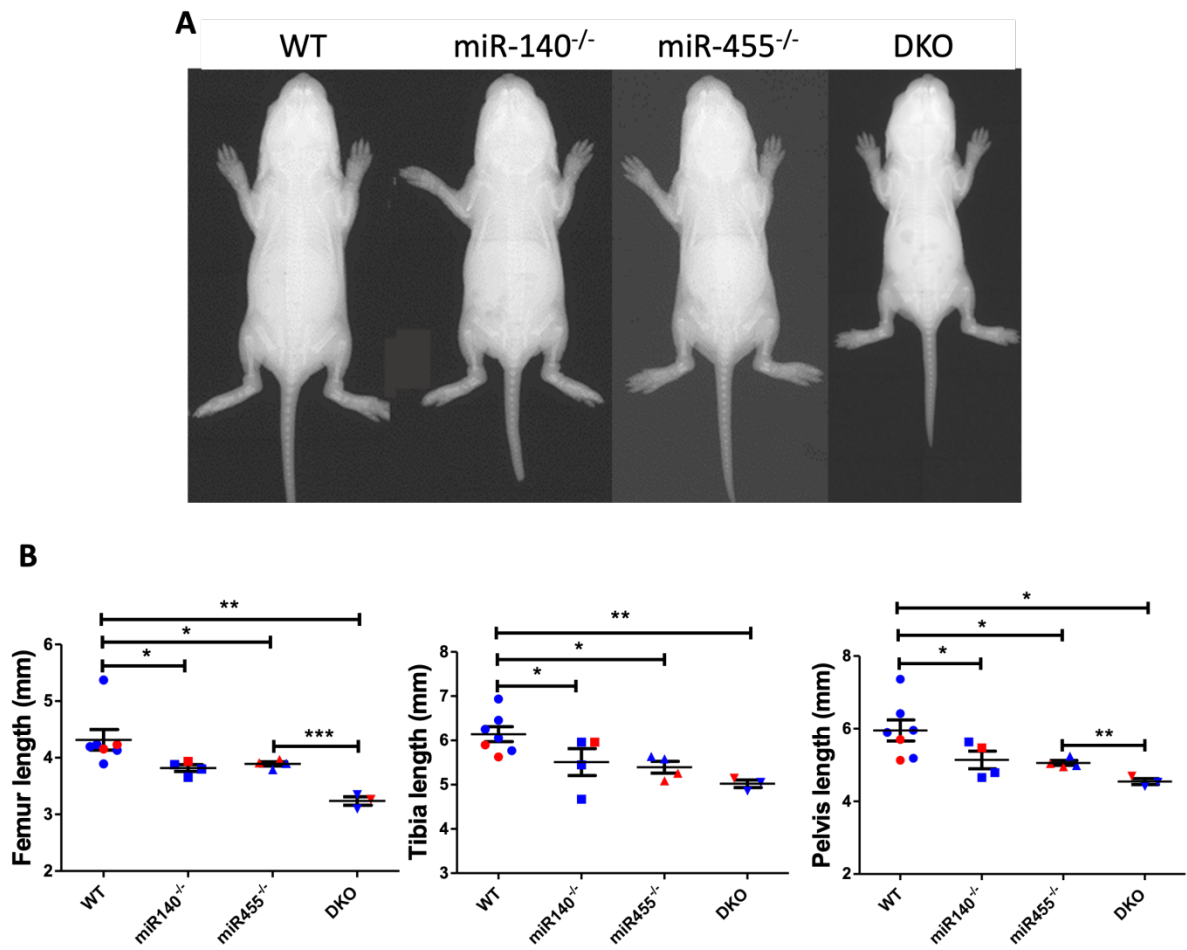 A
WT miR-140-/- miR-455-/- DKO
B
**
*
*
***
Femur length (mm)
6
5
4
3
2
WT miR140-/- miR455-/- DKO
**
*
*
Tibia length (mm)
8
7
6
5
4
3
WT miR140-/- miR455-/- DKO
*
*
*
**
Pelvis length (mm)
8
6
4
2
WT miR140-/- miR455-/- DKO